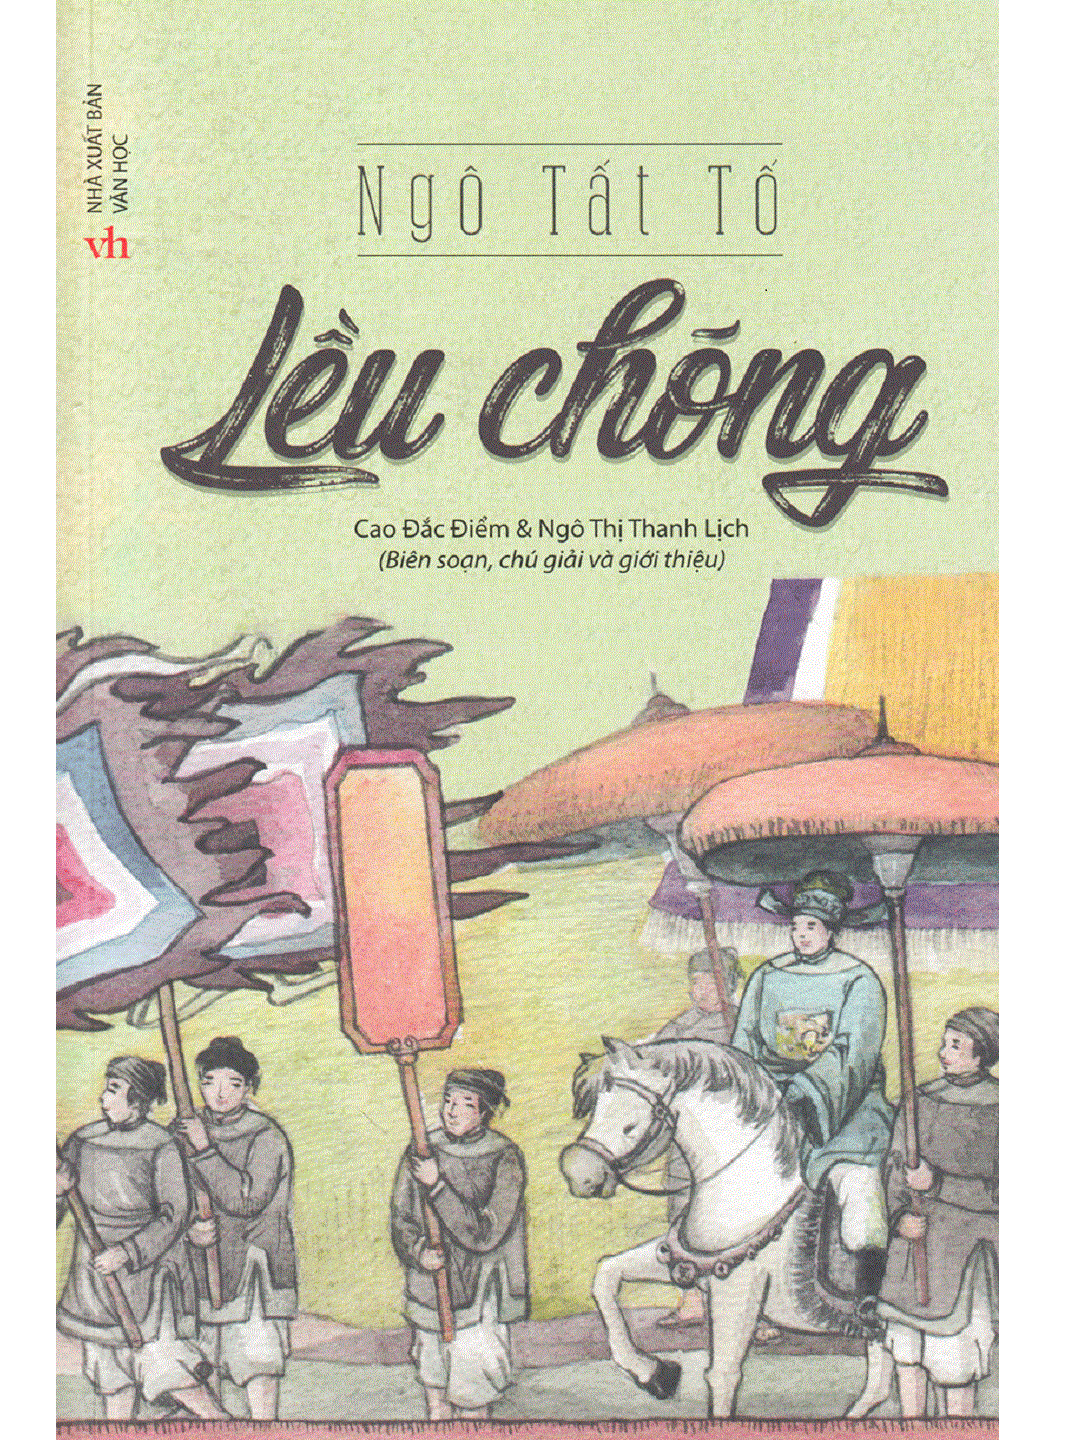 NHÀ XUẤT BẢN
VĂN HỌC
vh
Ngô Tất Tố
Lều chõng
Cao Đắc Điểm & Ngô Thị Thanh Lịch
(Biên soạn, chú giải và giới thiệu)